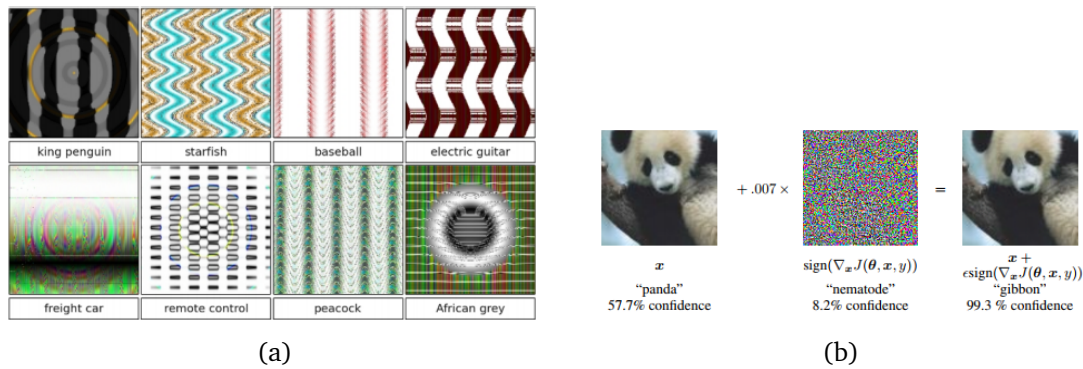 king penguin
starfish
baseball
electric guitar
freight car
remote control
peacock
African grey
(a)
+ .007 ×
=
x
sign(∇ₓJ(θ, x, y))
x +
ϵsign(∇ₓJ(θ, x, y))
“panda”
“nematode”
“gibbon”
57.7% confidence
8.2% confidence
99.3 % confidence
(b)